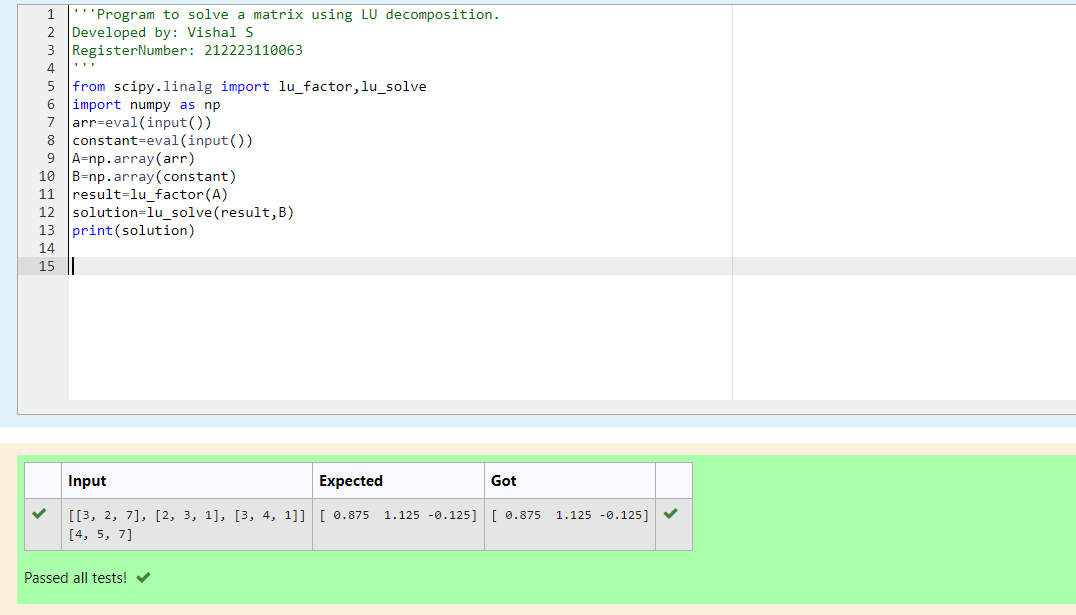 1 '''Program to solve a matrix using LU decomposition.
2 Developed by: Vishal S
3 RegisterNumber: 212223110063
4 '''
5 from scipy.linalg import lu_factor,lu_solve
6 import numpy as np
7 arr=eval(input())
8 constant=eval(input())
9 A=np.array(arr)
10 B=np.array(constant)
11 result=lu_factor(A)
12 solution=lu_solve(result,B)
13 print(solution)
14
15
Input Expected Got
[[3, 2, 7], [2, 3, 1], [3, 4, 1]] [ 0.875  1.125 -0.125] [ 0.875  1.125 -0.125]
[4, 5, 7]
Passed all tests!